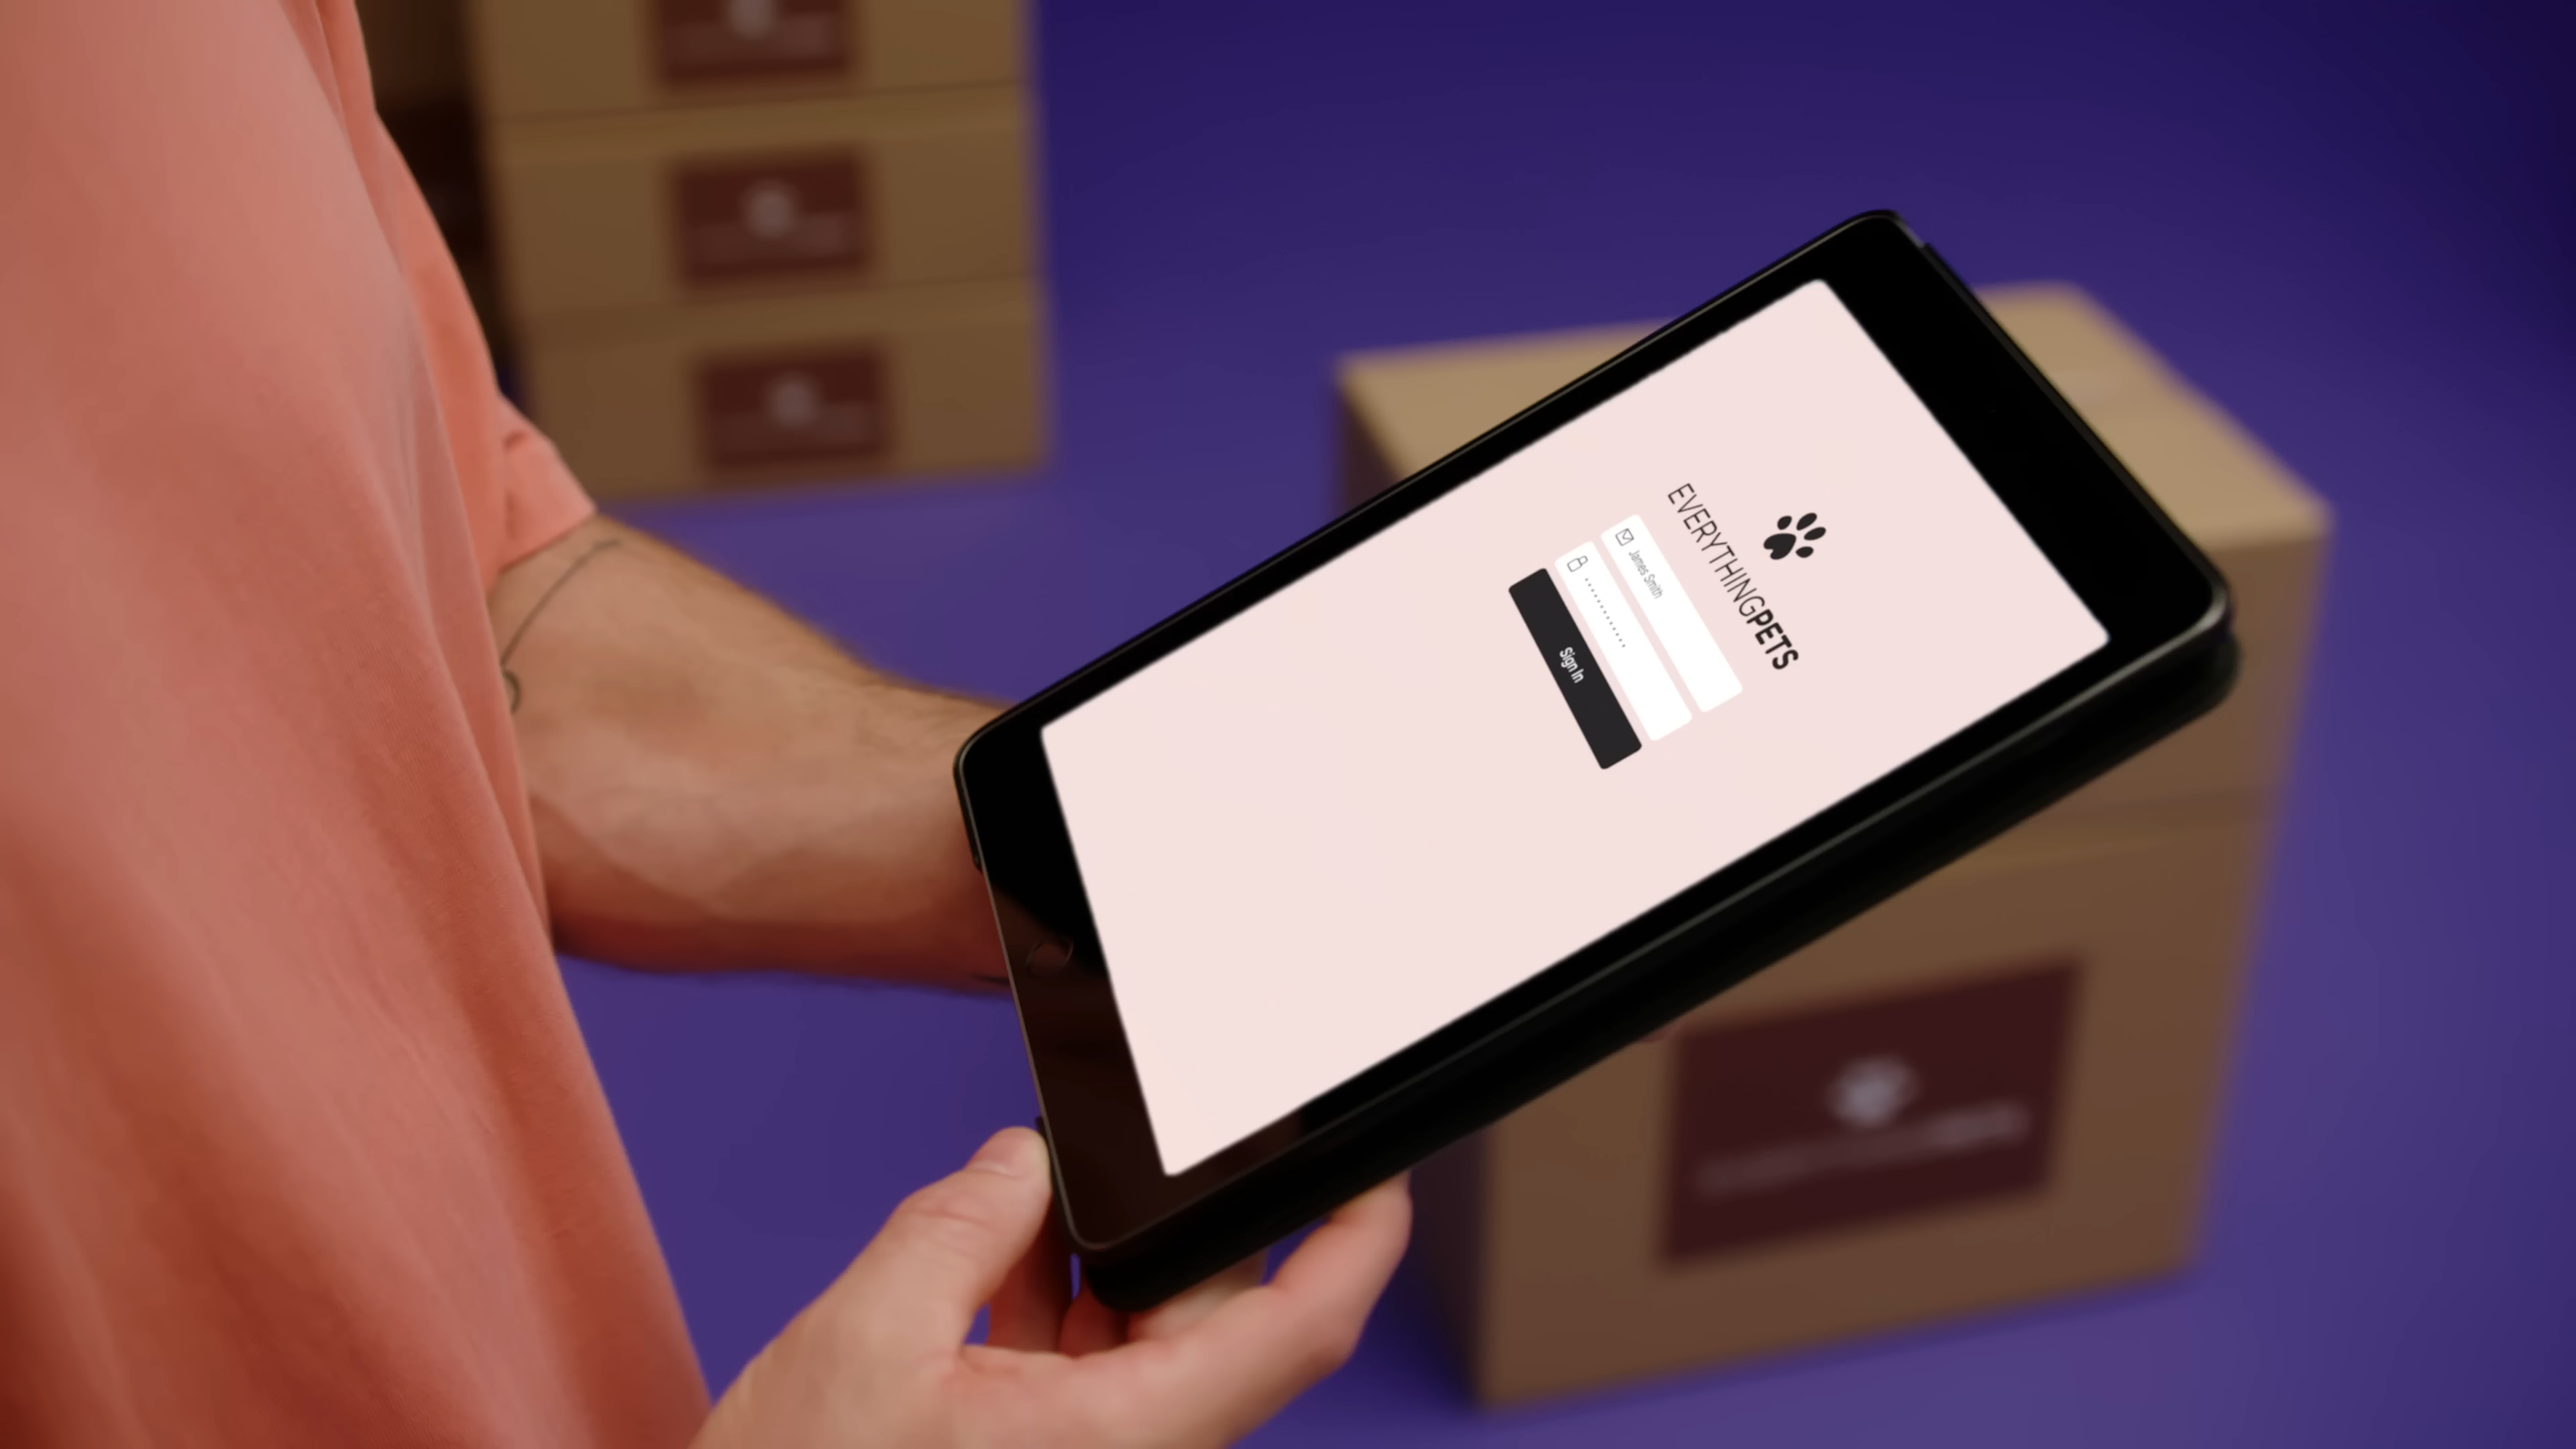 EVERYTHINGPETS
James Smith
••••••••••••
Sign In